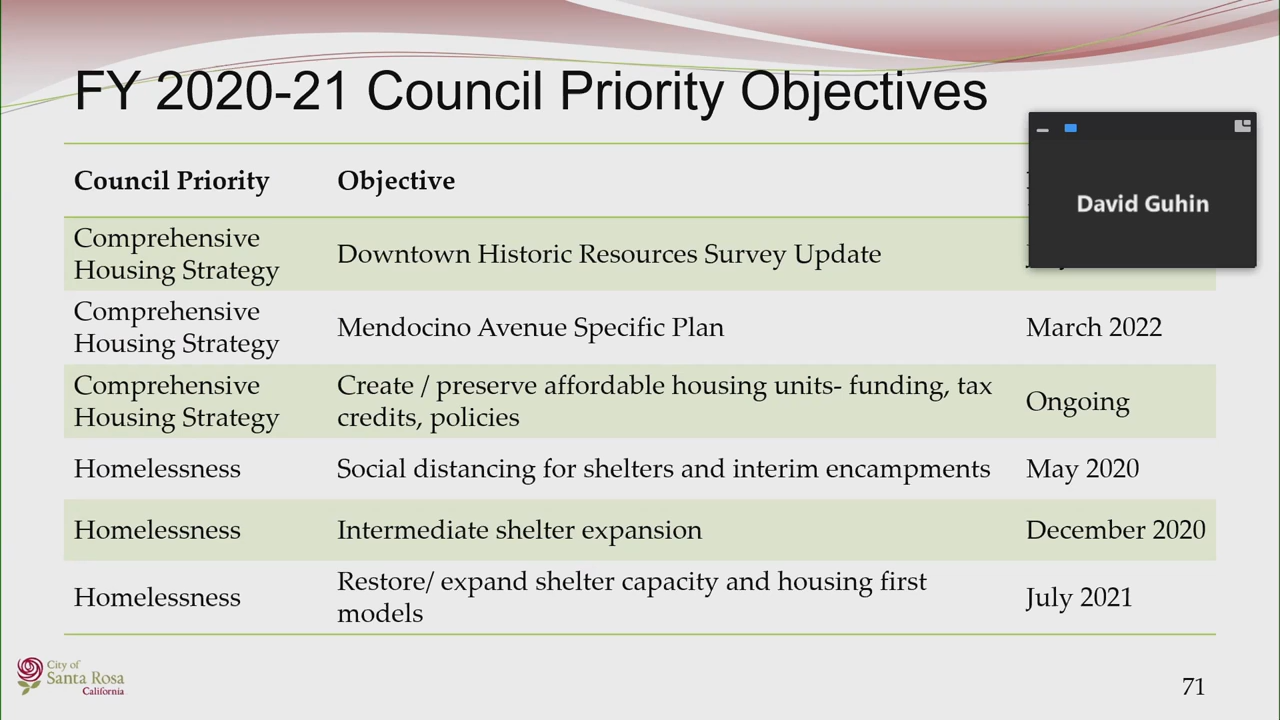 FY 2020-21 Council Priority Objectives
Council Priority Objective
David Guhin
Comprehensive
Housing Strategy
Downtown Historic Resources Survey Update
Comprehensive
Housing Strategy
Mendocino Avenue Specific Plan
March 2022
Comprehensive
Housing Strategy
Create / preserve affordable housing units- funding, tax
credits, policies
Ongoing
Homelessness
Social distancing for shelters and interim encampments
May 2020
Homelessness
Intermediate shelter expansion
December 2020
Homelessness
Restore/ expand shelter capacity and housing first
models
July 2021
City of
Santa Rosa
California
71